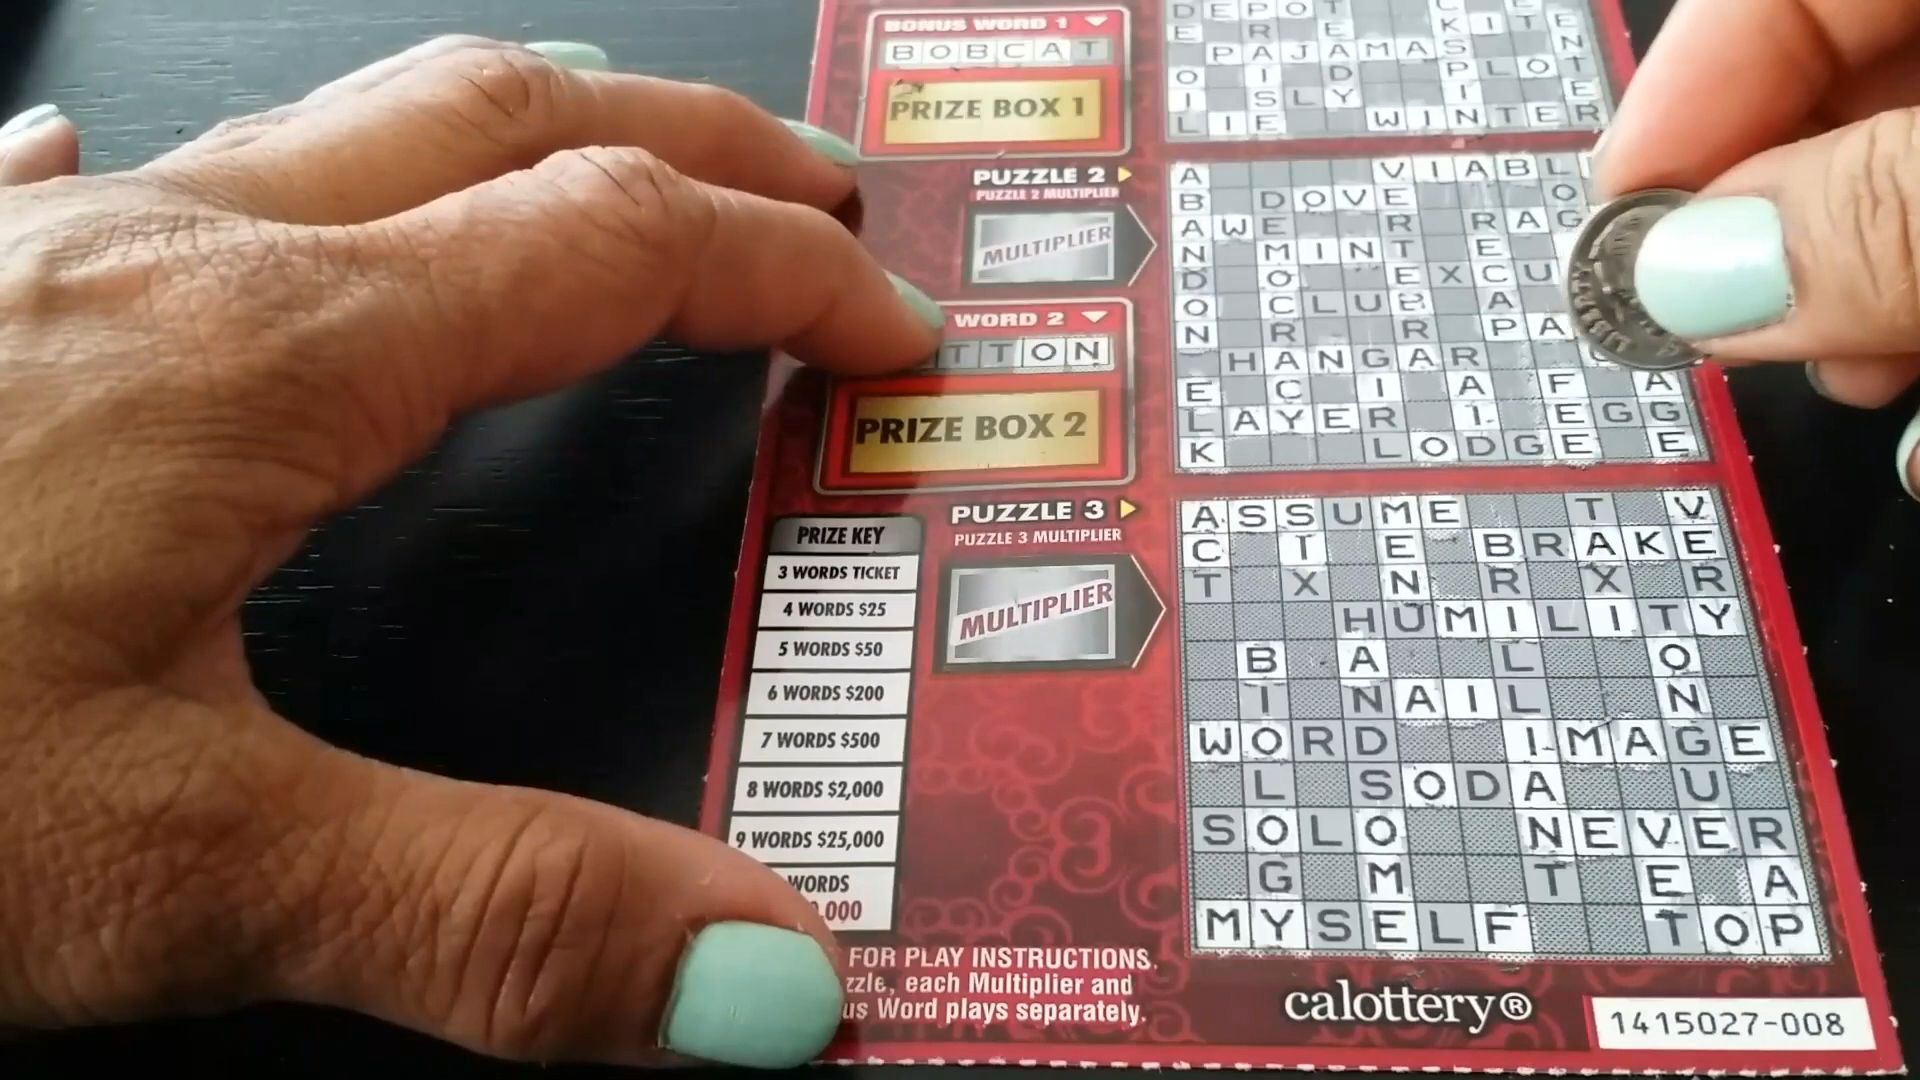 BONUS WORD 1
BOBCAT
PRIZE BOX 1
DEPOT
KITE
PAJAMAS
PLOT
SLY
LIE WINTER
PUZZLE 2
PUZZLE 2 MULTIPLIER
MULTIPLIER
WORD 2
TTON
PRIZE BOX 2
VIABL
DOVE
AWE RAG
MINT
EXCU
CLUB
PA
HANGAR
LAYER EGG
LODGE
PUZZLE 3
PUZZLE 3 MULTIPLIER
MULTIPLIER
PRIZE KEY
3 WORDS TICKET
4 WORDS $25
5 WORDS $50
6 WORDS $200
7 WORDS $500
8 WORDS $2,000
9 WORDS $25,000
WORDS
,000
ASSUME T V
C T E BRAKE
T X N R X R
HUMILITY
B A L O
I NAIL N
WORD IMAGE
L SODA U
SOLO NEVER
G M T E A
MYSELF TOP
FOR PLAY INSTRUCTIONS.
zzle, each Multiplier and
us Word plays separately.
calottery®
1415027-008